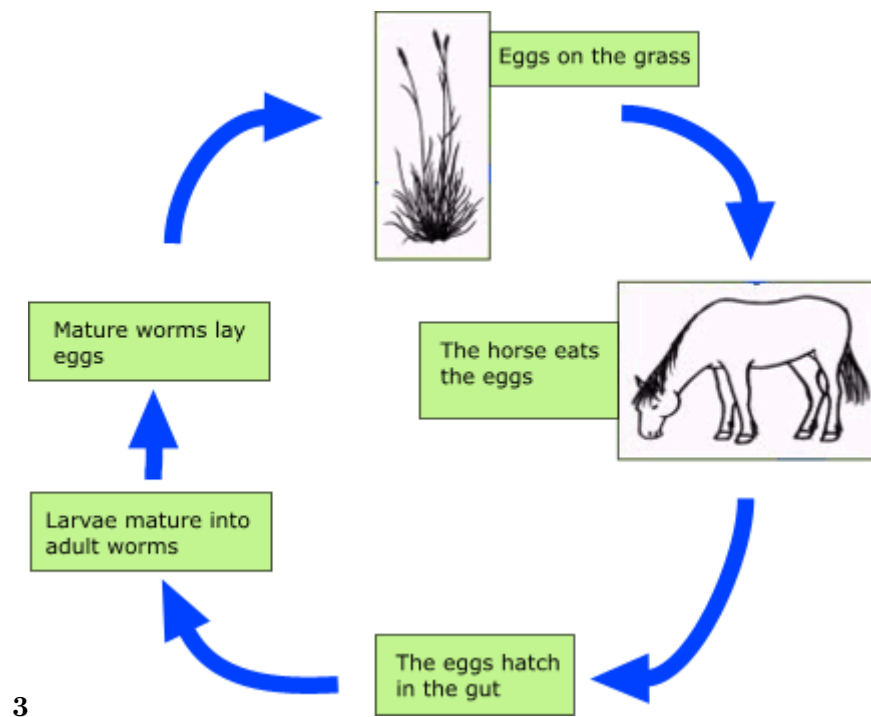 Eggs on the grass
The horse eats
the eggs
The eggs hatch
in the gut
Larvae mature into
adult worms
Mature worms lay
eggs
3